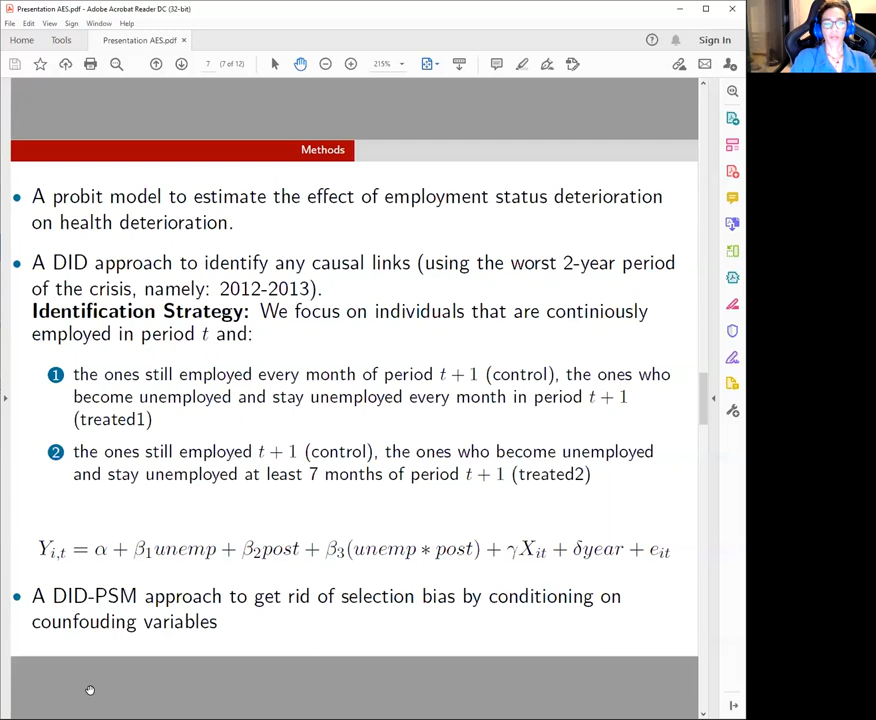 Presentation AES.pdf - Adobe Acrobat Reader DC (32-bit)
File Edit View Sign Window Help
Home Tools Presentation AES.pdf × Sign In
7 (7 of 12) 215%
Methods
• A probit model to estimate the effect of employment status deterioration
on health deterioration.
• A DID approach to identify any causal links (using the worst 2-year period
of the crisis, namely: 2012-2013).
Identification Strategy: We focus on individuals that are continiously
employed in period t and:
1 the ones still employed every month of period t + 1 (control), the ones who
become unemployed and stay unemployed every month in period t + 1
(treated1)
2 the ones still employed t + 1 (control), the ones who become unemployed
and stay unemployed at least 7 months of period t + 1 (treated2)
Y_{i,t} = α + β₁unemp + β₂post + β₃(unemp * post) + γX_{it} + δyear + e_{it}
• A DID-PSM approach to get rid of selection bias by conditioning on
counfouding variables